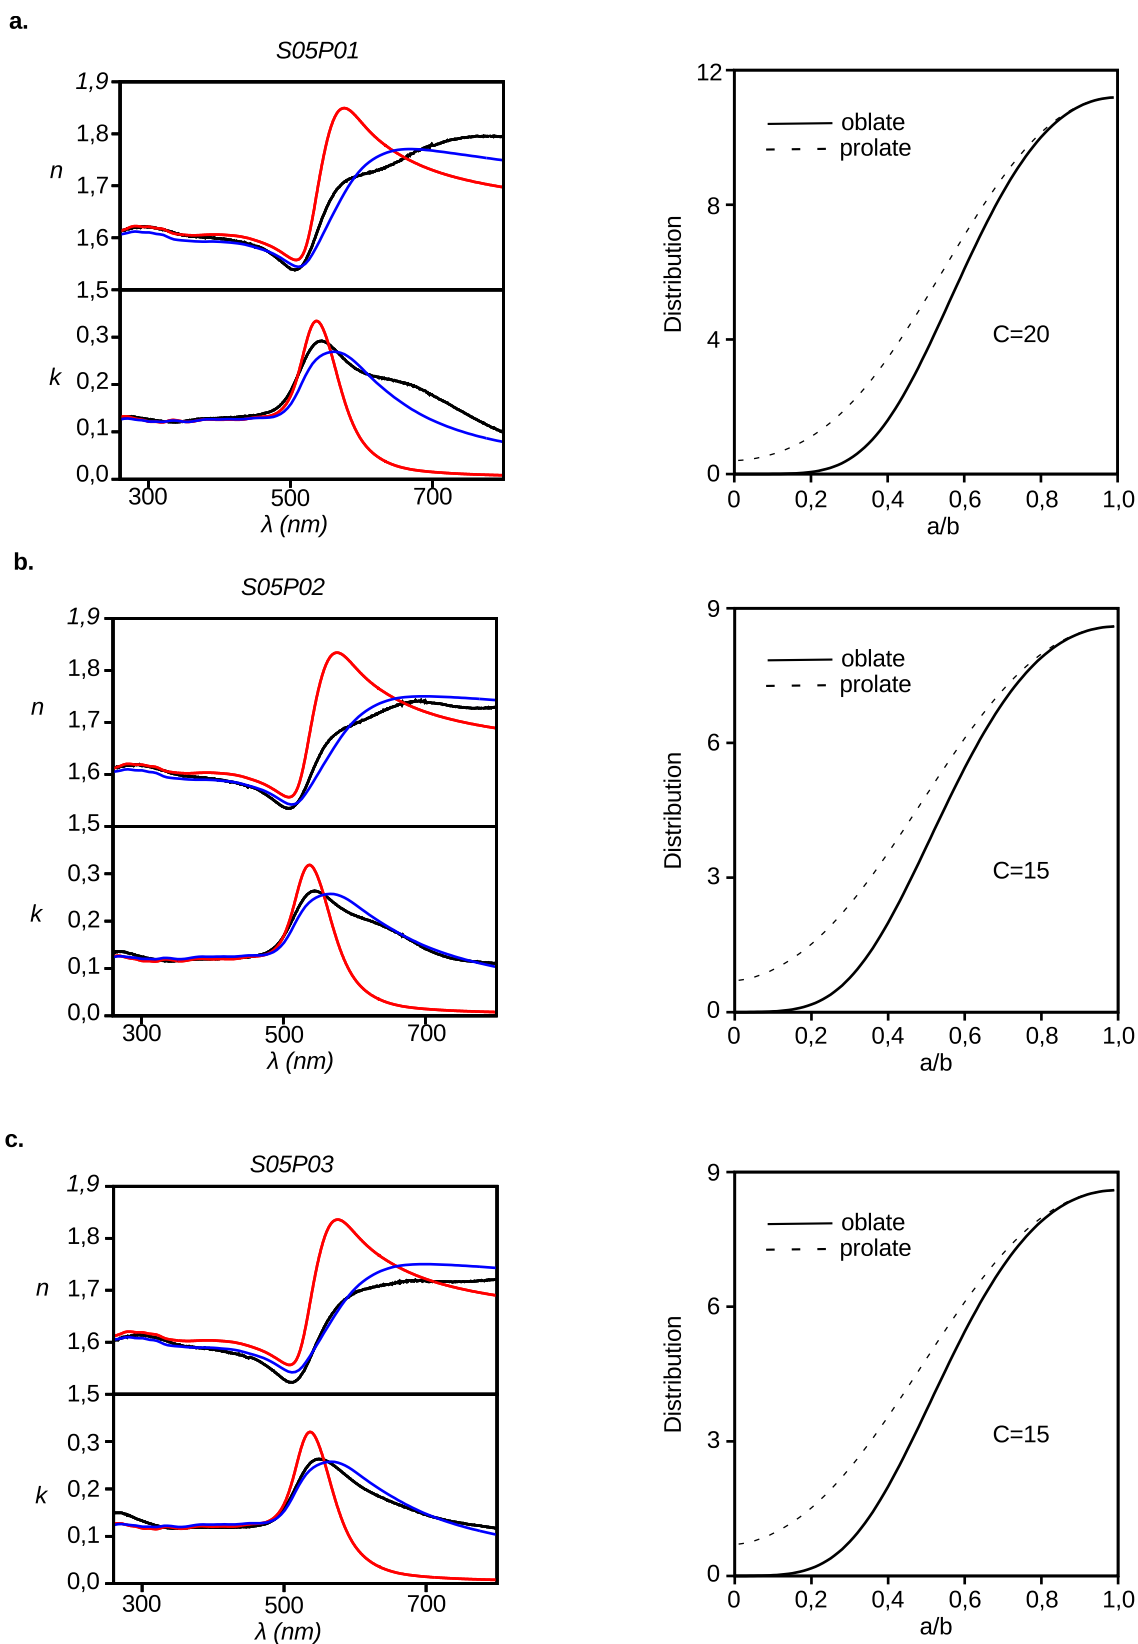 a.
S05P01
1,9
1,8
n
1,7
1,6
1,5
0,3
k
0,2
0,1
0,0
300
500
700
λ (nm)
12
oblate
prolate
8
Distribution
4
C=20
0
0
0,2
0,4
0,6
0,8
1,0
a/b
b.
S05P02
1,9
1,8
n
1,7
1,6
1,5
0,3
k
0,2
0,1
0,0
300
500
700
λ (nm)
9
oblate
prolate
6
Distribution
3
C=15
0
0
0,2
0,4
0,6
0,8
1,0
a/b
c.
S05P03
1,9
1,8
n
1,7
1,6
1,5
0,3
k
0,2
0,1
0,0
300
500
700
λ (nm)
9
oblate
prolate
6
Distribution
3
C=15
0
0
0,2
0,4
0,6
0,8
1,0
a/b